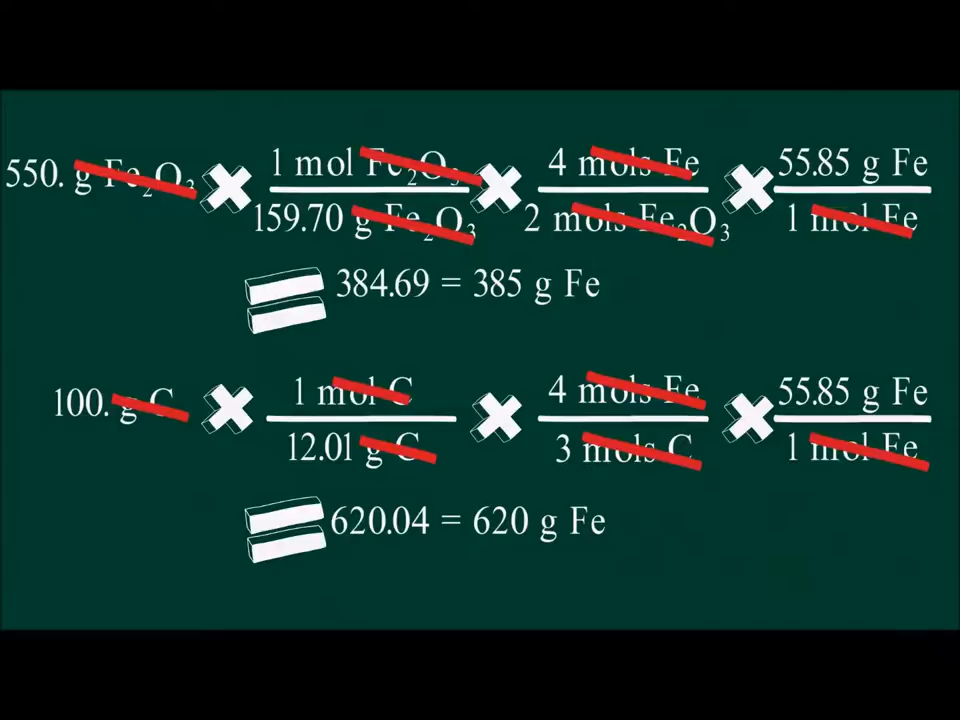 550. g Fe₂O₃ × 1 mol Fe₂O₃ / 159.70 g Fe₂O₃ × 4 mols Fe / 2 mols Fe₂O₃ × 55.85 g Fe / 1 mol Fe
= 384.69 = 385 g Fe
100. g C × 1 mol C / 12.01 g C × 4 mols Fe / 3 mols C × 55.85 g Fe / 1 mol Fe
= 620.04 = 620 g Fe